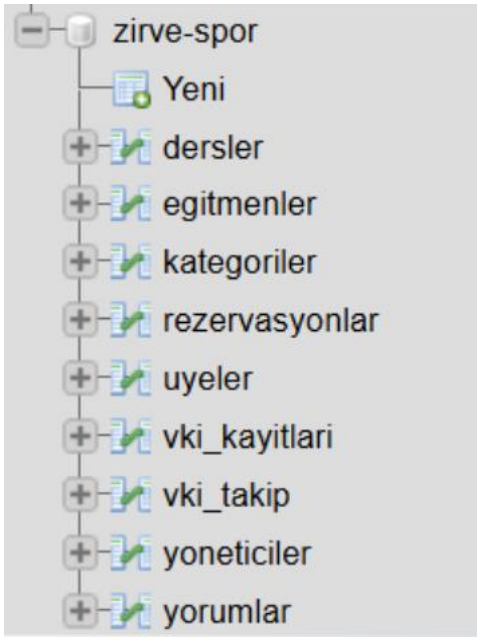 zirve-spor
Yeni
dersler
egitmenler
kategoriler
rezervasyonlar
uyeler
vki_kayitlari
vki_takip
yoneticiler
yorumlar